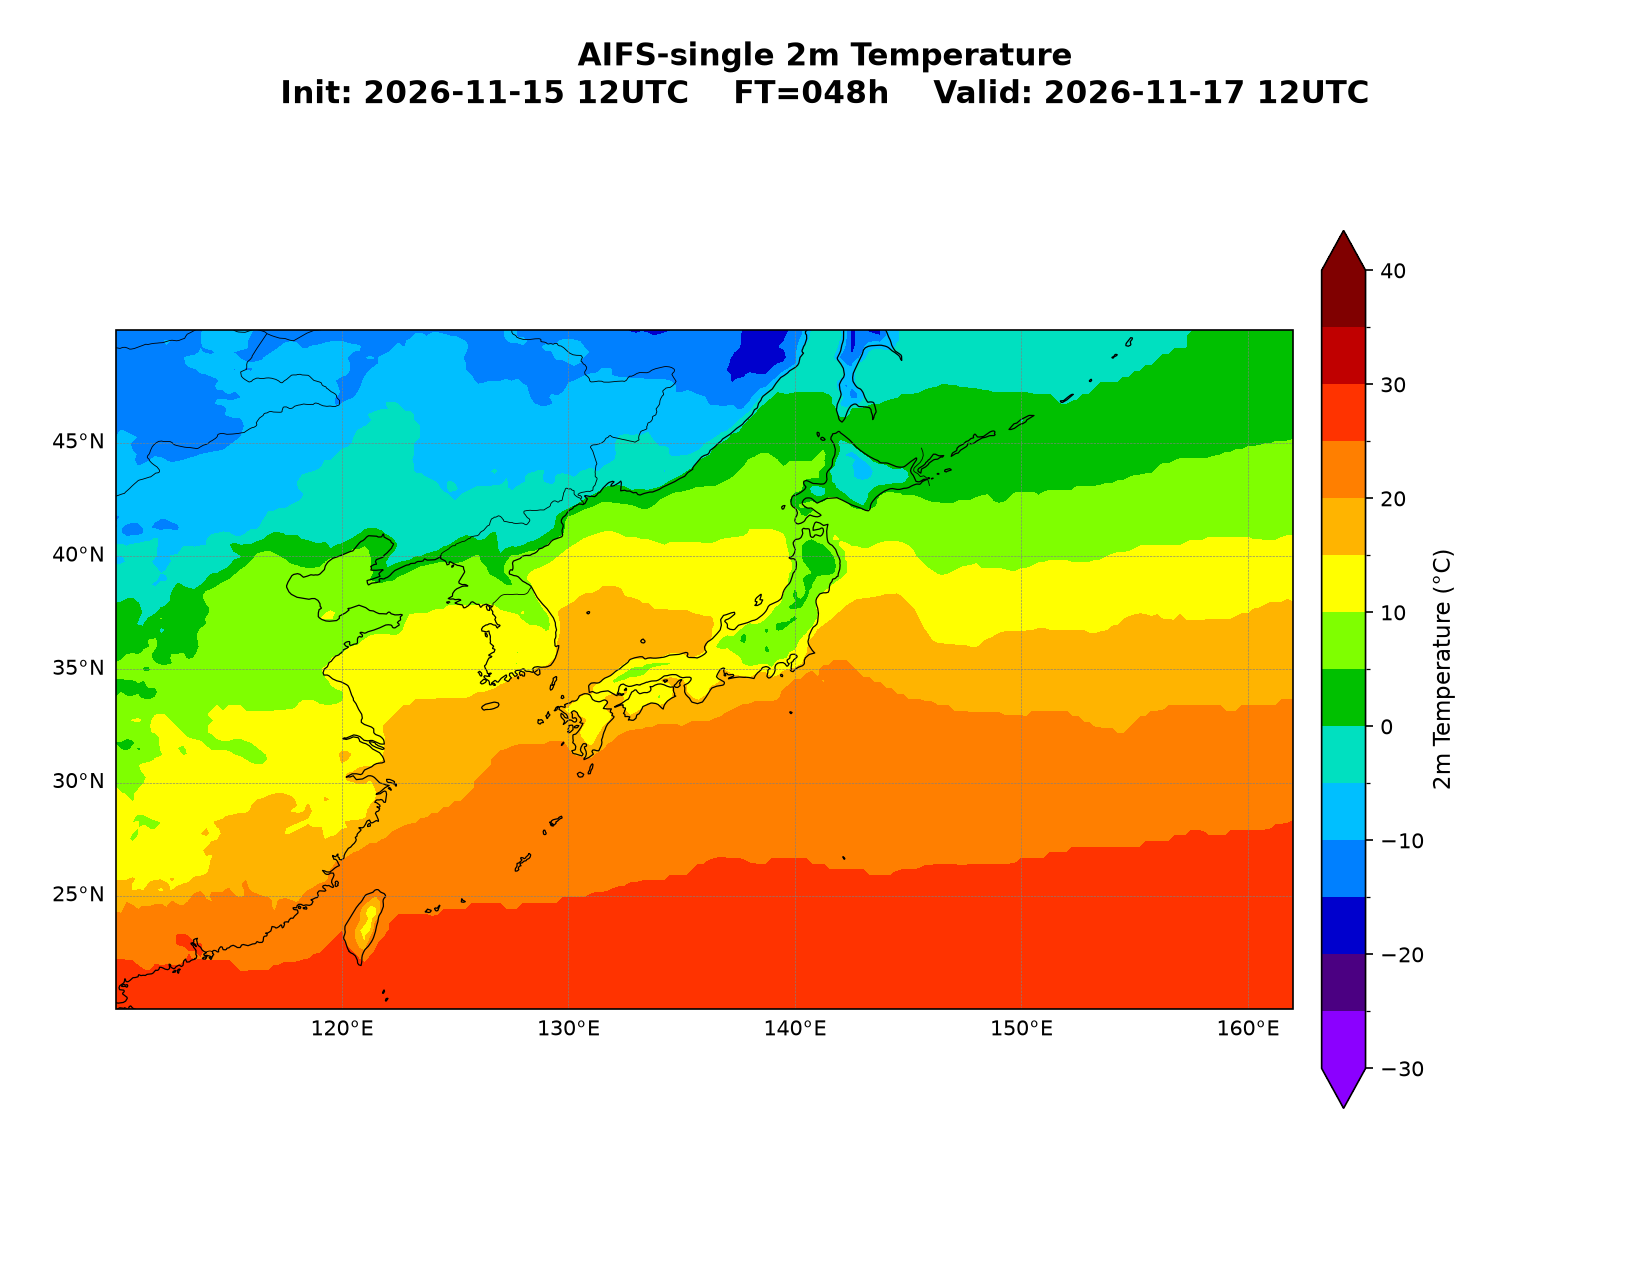 AIFS-single 2m Temperature
Init: 2026-11-15 12UTC    FT=048h    Valid: 2026-11-17 12UTC
45°N
40°N
35°N
30°N
25°N
120°E
130°E
140°E
150°E
160°E
40
30
20
10
0
−10
−20
−30
2m Temperature (°C)